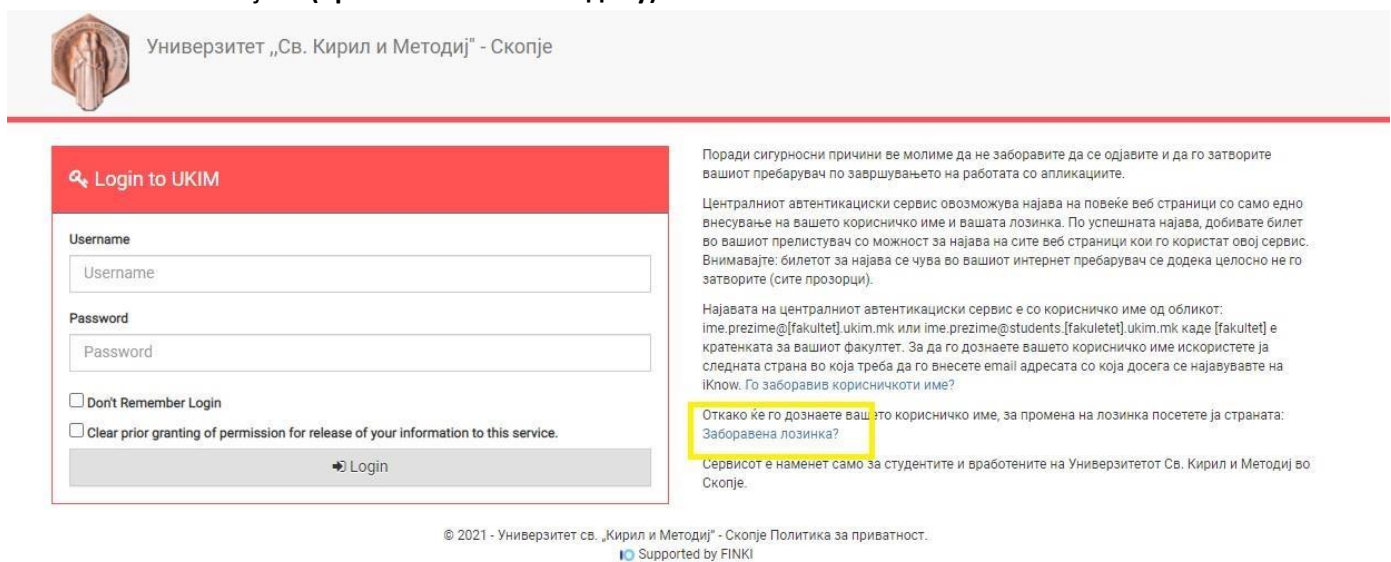 Универзитет ,,Св. Кирил и Методиј" - Скопје
Login to UKIM
Username
Username
Password
Password
Don't Remember Login
Clear prior granting of permission for release of your information to this service.
Login
Поради сигурносни причини ве молиме да не заборавите да се одјавите и да го затворите
вашиот пребарувач по завршувањето на работата со апликациите.
Централниот автентикациски сервис овозможува најава на повеќе веб страници со само едно
внесување на вашето корисничко име и вашата лозинка. По успешната најава, добивате билет
во вашиот прелистувач со можност за најава на сите веб страници кои го користат овој сервис.
Внимавајте: билетот за најава се чува во вашиот интернет пребарувач се додека целосно не го
затворите (сите прозорци).
Најавата на централниот автентикациски сервис е со корисничко име од обликот:
ime.prezime@[fakultet].ukim.mk или ime.prezime@students.[fakuletet].ukim.mk каде [fakultet] е
кратенката за вашиот факултет. За да го дознаете вашето корисничко име искористете ја
следната страна во која треба да го внесете email адресата со која досега се најавувавте на
iKnow. Го заборавив корисничкоти име?
Откако ќе го дознаете вашето корисничко име, за промена на лозинка посетете ја страната:
Заборавена лозинка?
Сервисот е наменет само за студентите и вработените на Универзитетот Св. Кирил и Методиј во
Скопје.
© 2021 - Универзитет св. „Кирил и Методиј" - Скопје Политика за приватност.
Supported by FINKI